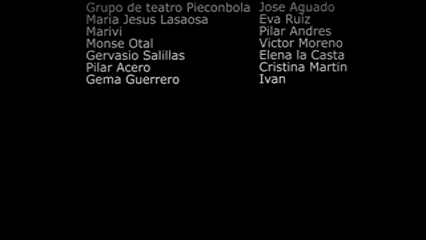 Grupo de teatro Pieconbola Jose Aguado
Maria Jesus Lasaosa Eva Ruiz
Marivi Pilar Andres
Monse Otal Victor Moreno
Gervasio Salillas Elena la Casta
Pilar Acero Cristina Martin
Gema Guerrero Ivan